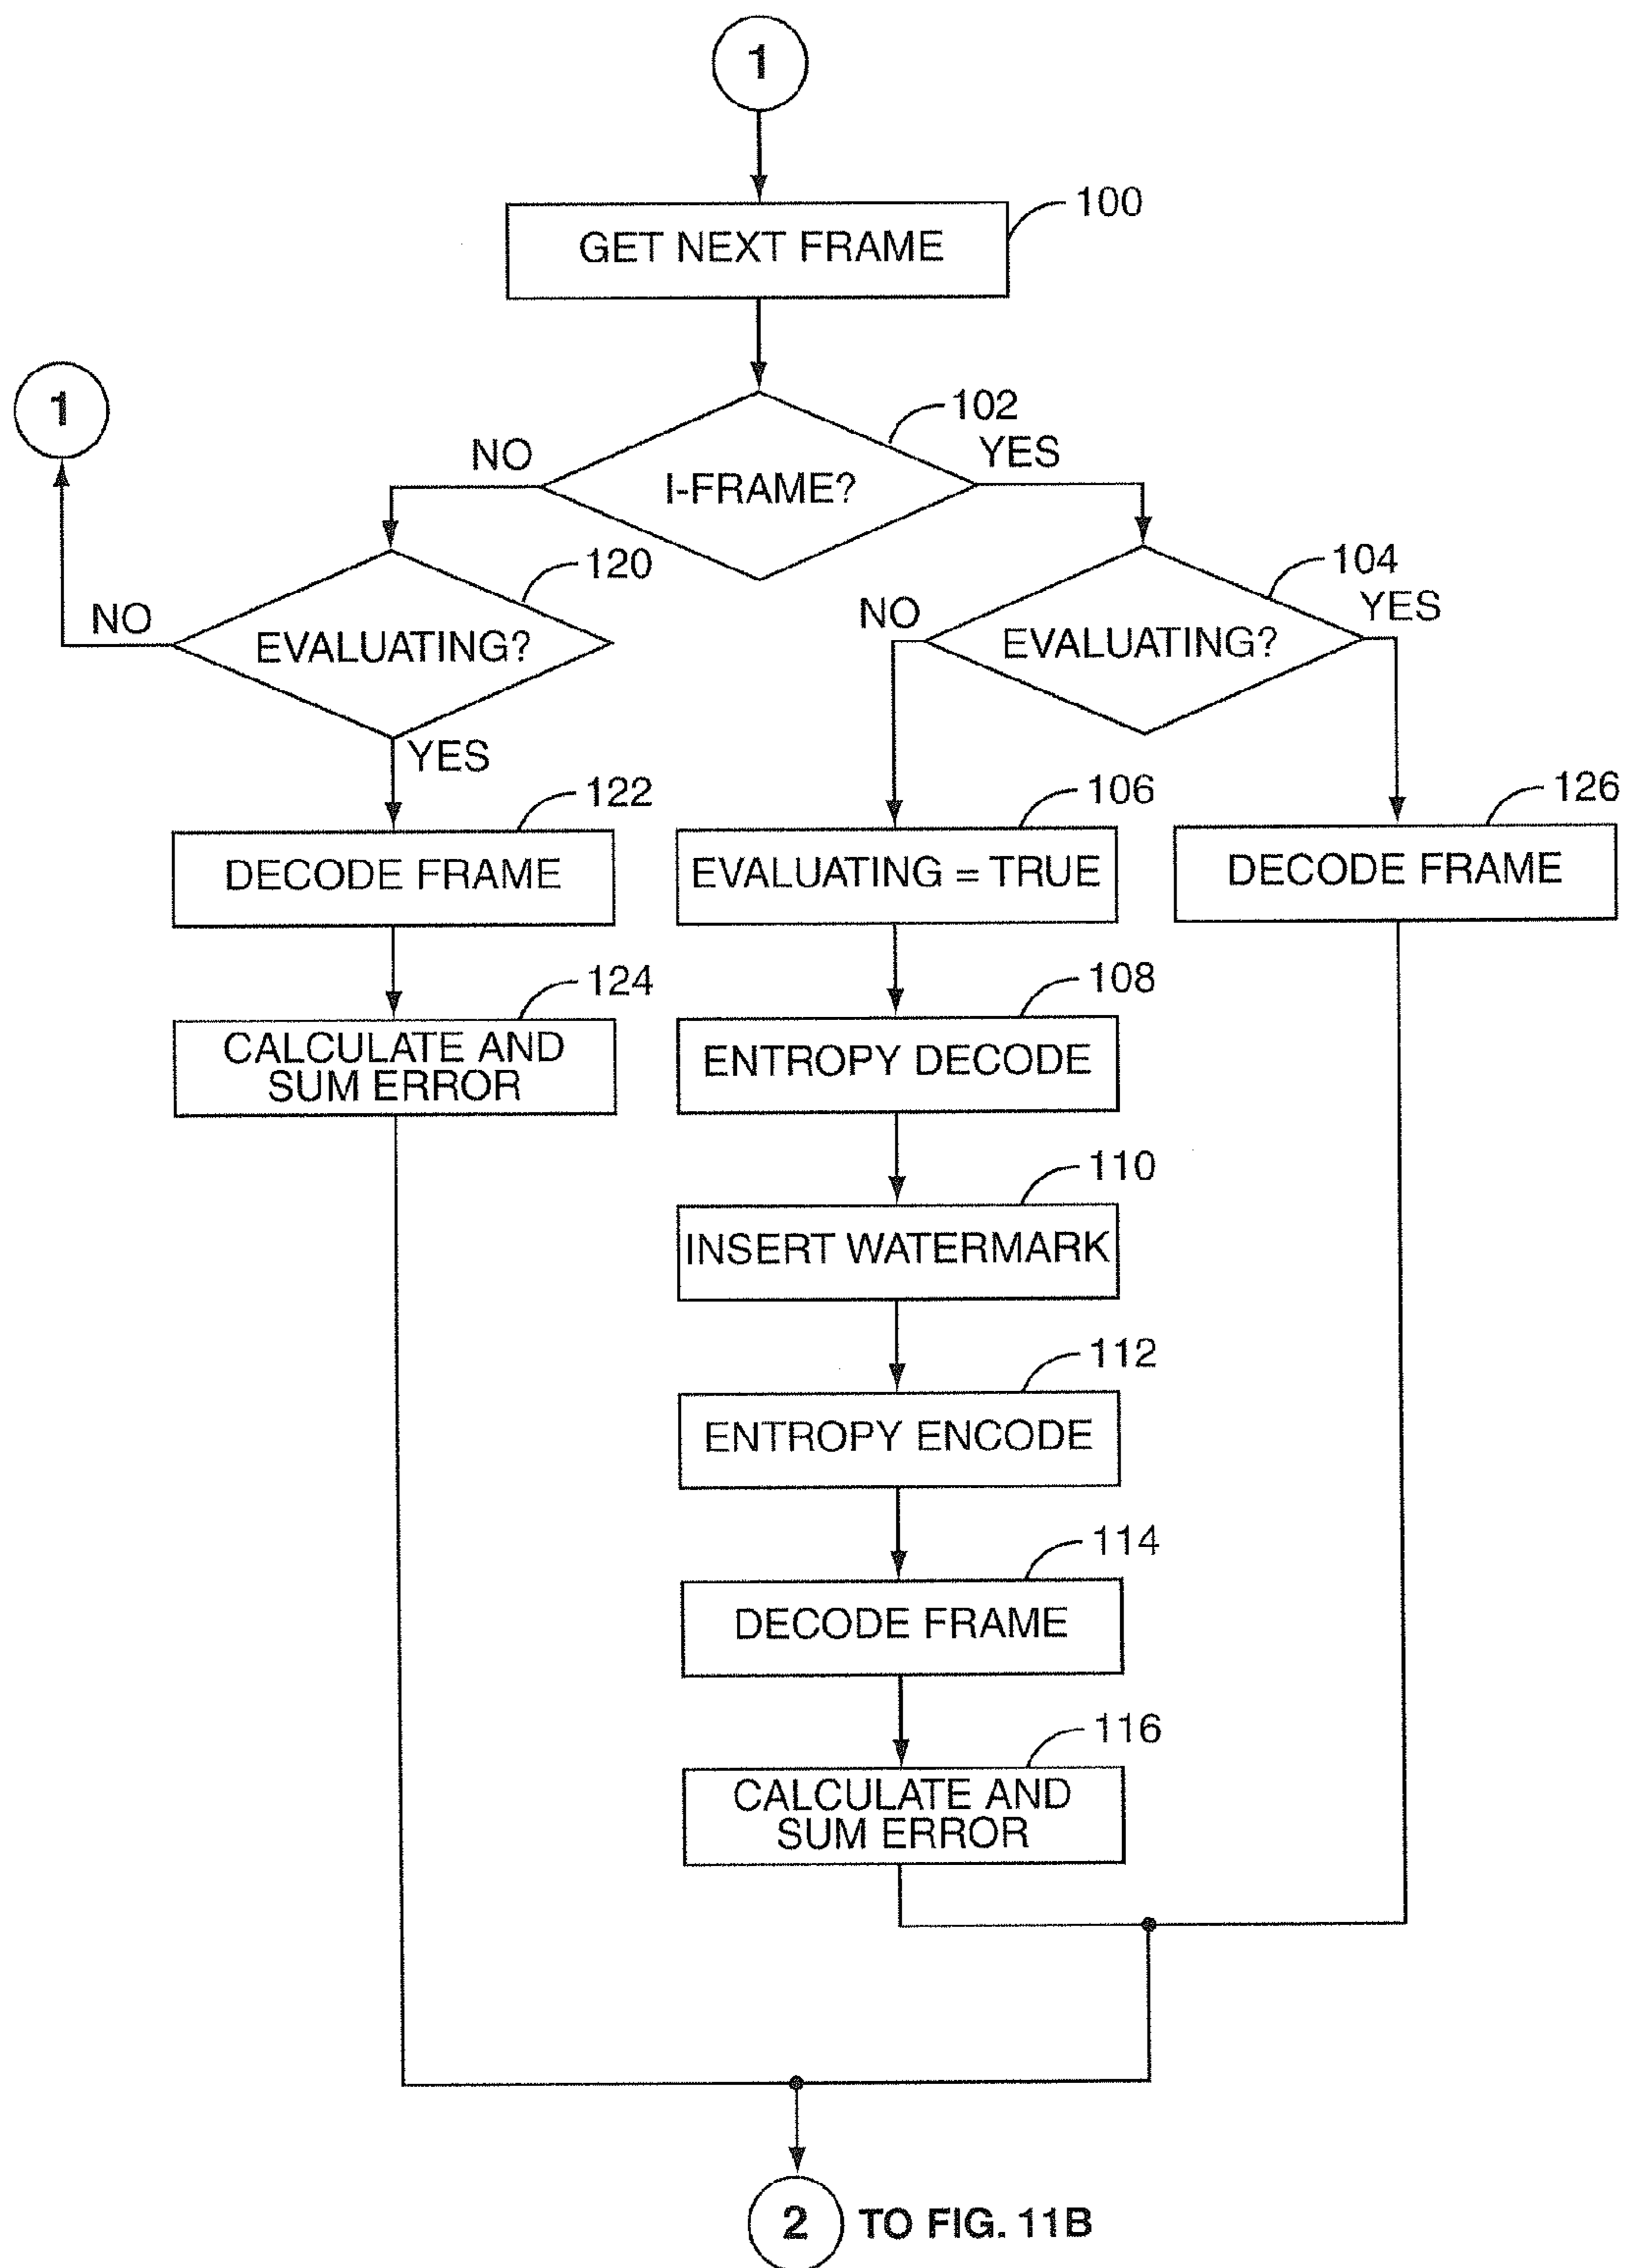 1
100
GET NEXT FRAME
1
102
NO
YES
I-FRAME?
120
104
NO
EVALUATING?
NO
YES
EVALUATING?
YES
122
106
126
DECODE FRAME
EVALUATING = TRUE
DECODE FRAME
124
108
CALCULATE AND
SUM ERROR
ENTROPY DECODE
110
INSERT WATERMARK
112
ENTROPY ENCODE
114
DECODE FRAME
116
CALCULATE AND
SUM ERROR
2 TO FIG. 11B